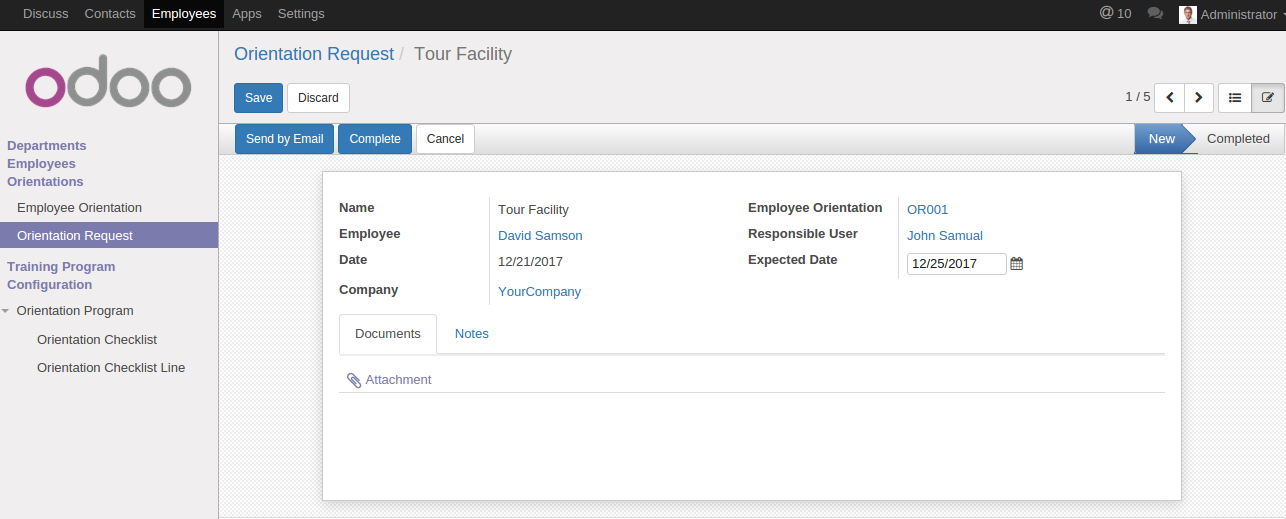 Discuss Contacts Employees Apps Settings @ 10 Administrator
odoo
Departments
Employees
Orientations
Employee Orientation
Orientation Request
Training Program
Configuration
Orientation Program
Orientation Checklist
Orientation Checklist Line
Orientation Request / Tour Facility
Save Discard 1 / 5
Send by Email Complete Cancel New Completed
Name Tour Facility Employee Orientation OR001
Employee David Samson Responsible User John Samual
Date 12/21/2017 Expected Date 12/25/2017
Company YourCompany
Documents Notes
Attachment